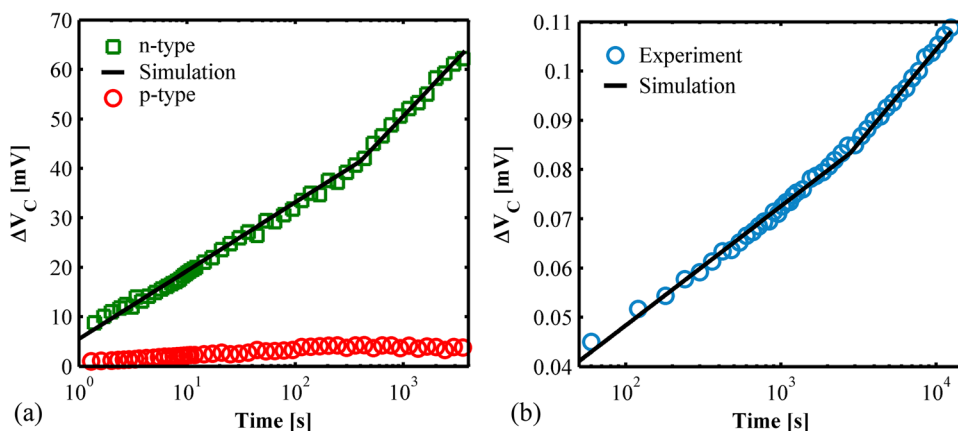 70
60
50
40
30
20
10
0
ΔV_C [mV]
n-type
Simulation
p-type
10^0
10^1
10^2
10^3
Time [s]
(a)
0.11
0.1
0.09
0.08
0.07
0.06
0.05
0.04
ΔV_C [mV]
Experiment
Simulation
10^2
10^3
10^4
Time [s]
(b)